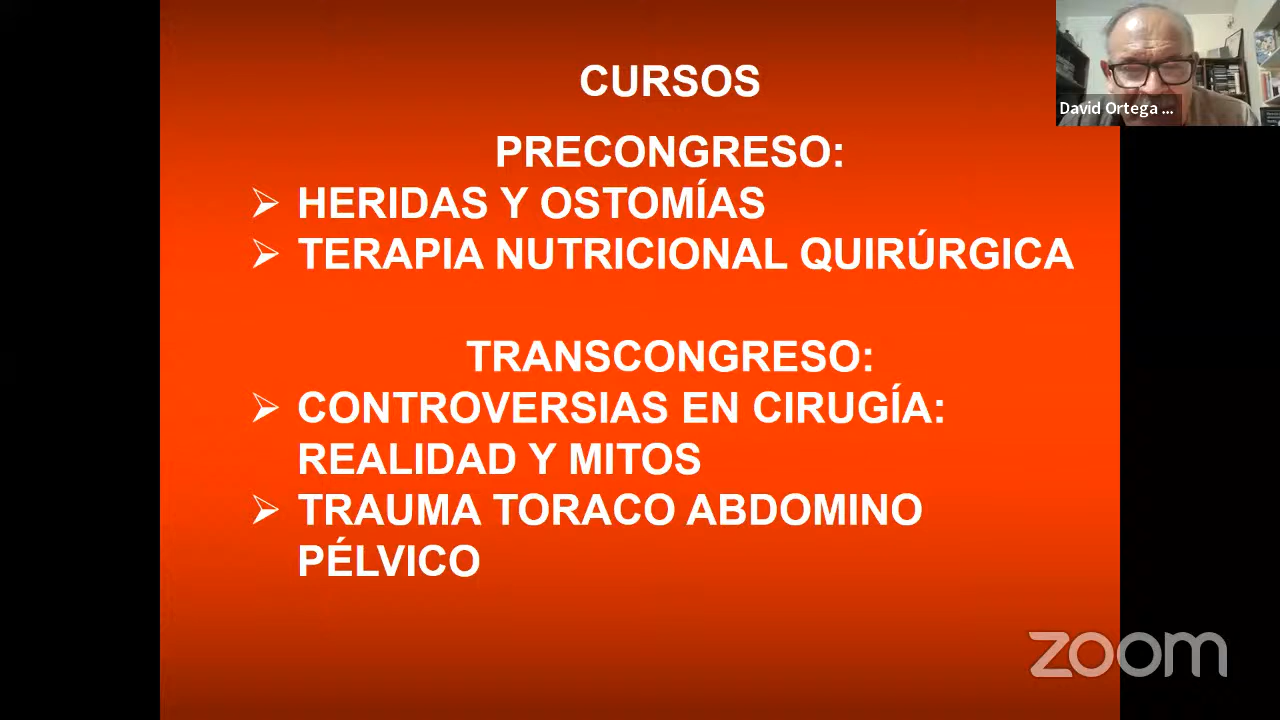 CURSOS
PRECONGRESO:
HERIDAS Y OSTOMÍAS
TERAPIA NUTRICIONAL QUIRÚRGICA
TRANSCONGRESO:
CONTROVERSIAS EN CIRUGÍA:
REALIDAD Y MITOS
TRAUMA TORACO ABDOMINO
PÉLVICO
David Ortega ...
zoom